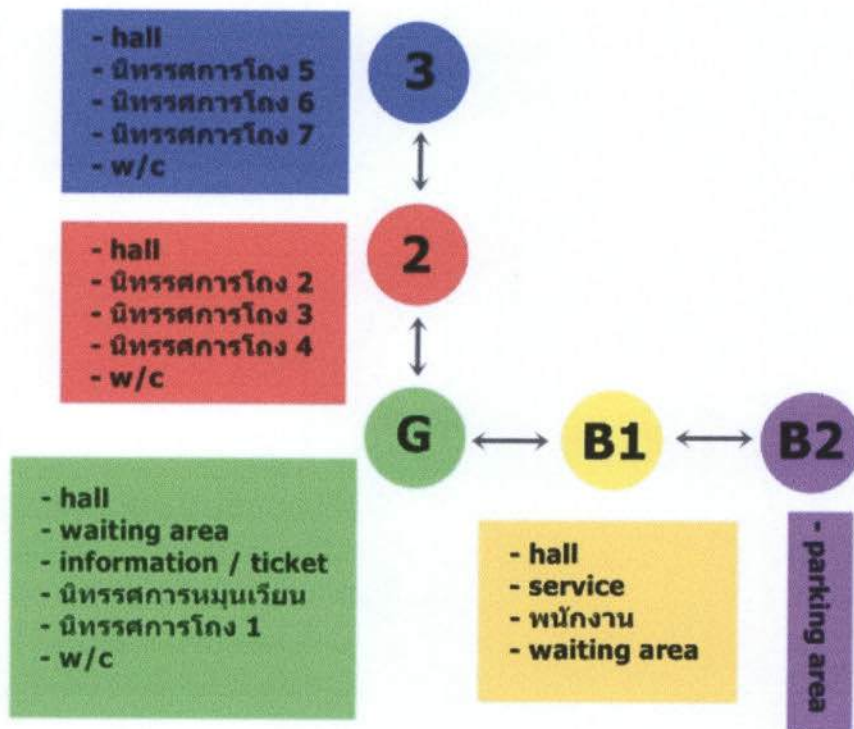 - hall
- นิทรรศการโถง 5
- นิทรรศการโถง 6
- นิทรรศการโถง 7
- w/c
3
- hall
- นิทรรศการโถง 2
- นิทรรศการโถง 3
- นิทรรศการโถง 4
- w/c
2
G
B1
B2
- hall
- waiting area
- information / ticket
- นิทรรศการหมุนเวียน
- นิทรรศการโถง 1
- w/c
- hall
- service
- พนักงาน
- waiting area
- parking area